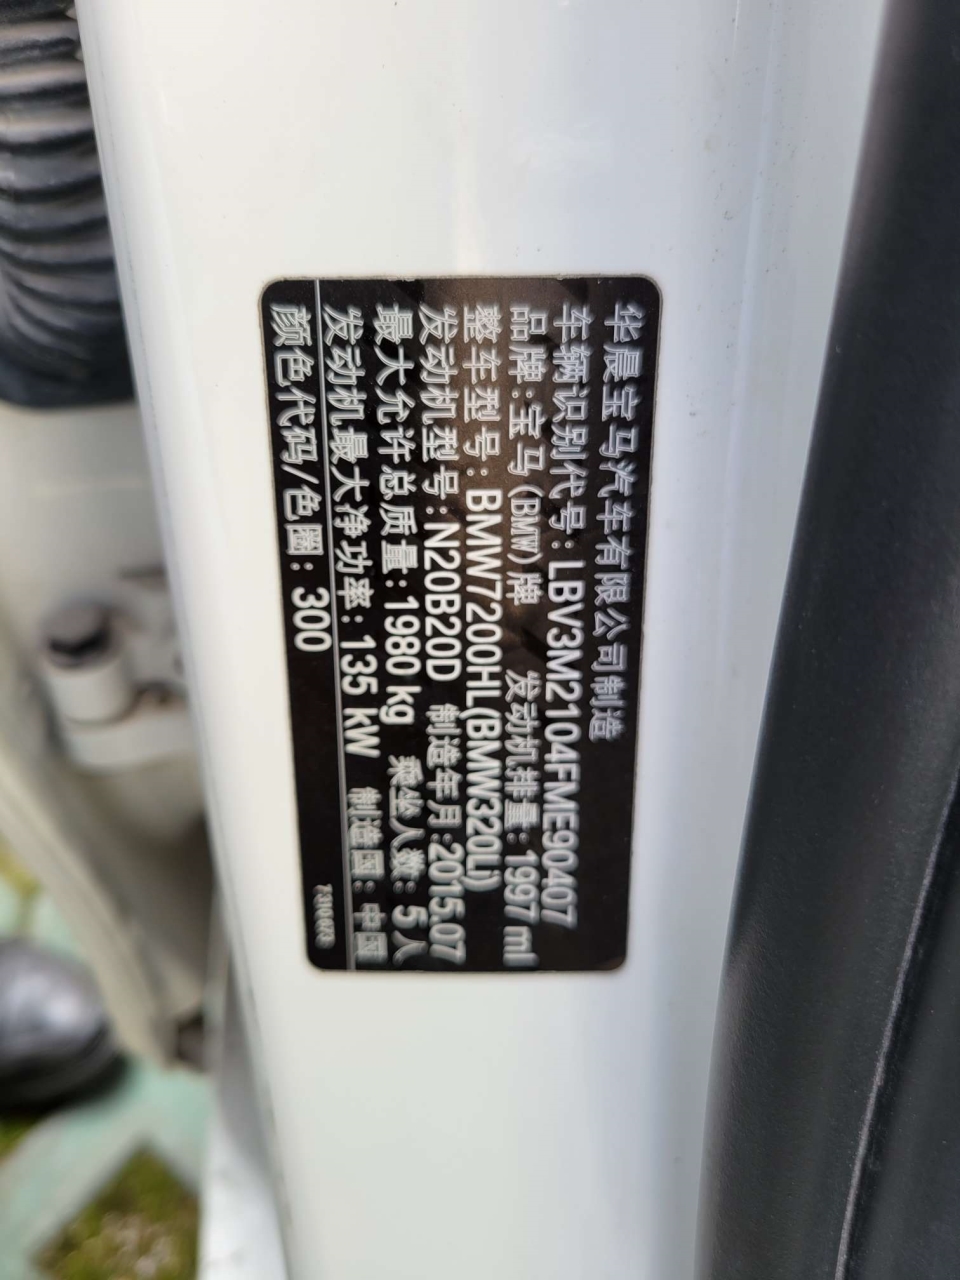 华晨宝马汽车有限公司制造
车辆识别代号:LBV3M2104FME90407
品牌:宝马(BMW)牌 发动机排量:1997 ml
整车型号:BMW7200HL(BMW320Li)
发动机型号:N20B20D 制造年月:2015.07
最大允许总质量:1980 kg 乘坐人数:5人
发动机最大净功率:135 kW 制造国:中国
颜色代码/色圈:300